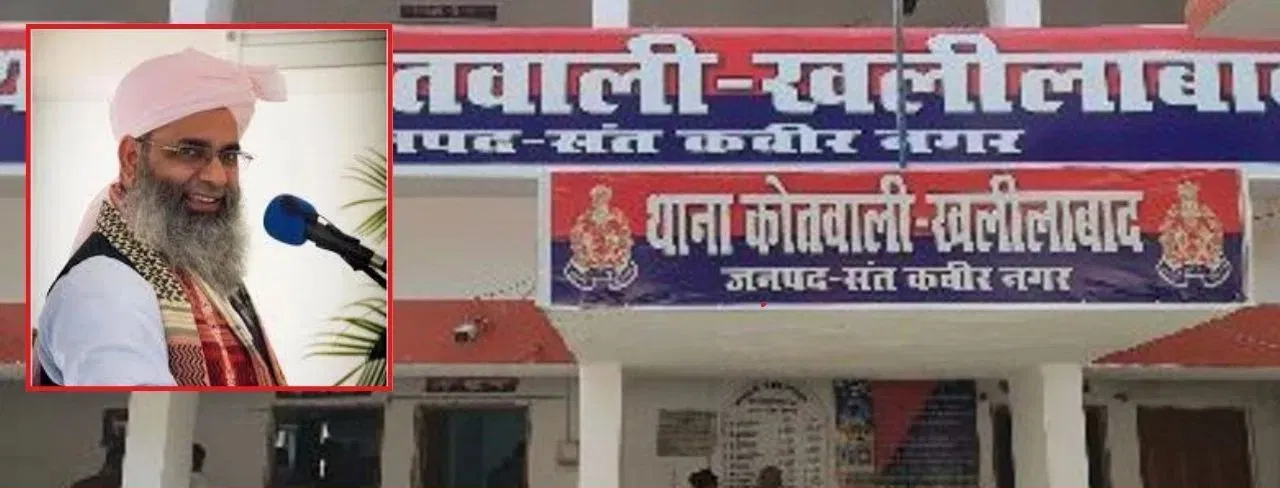 कोतवाली-खलीलाबाद
जनपद-संत कबीर नगर
थाना कोतवाली-खलीलाबाद
जनपद-संत कबीर नगर